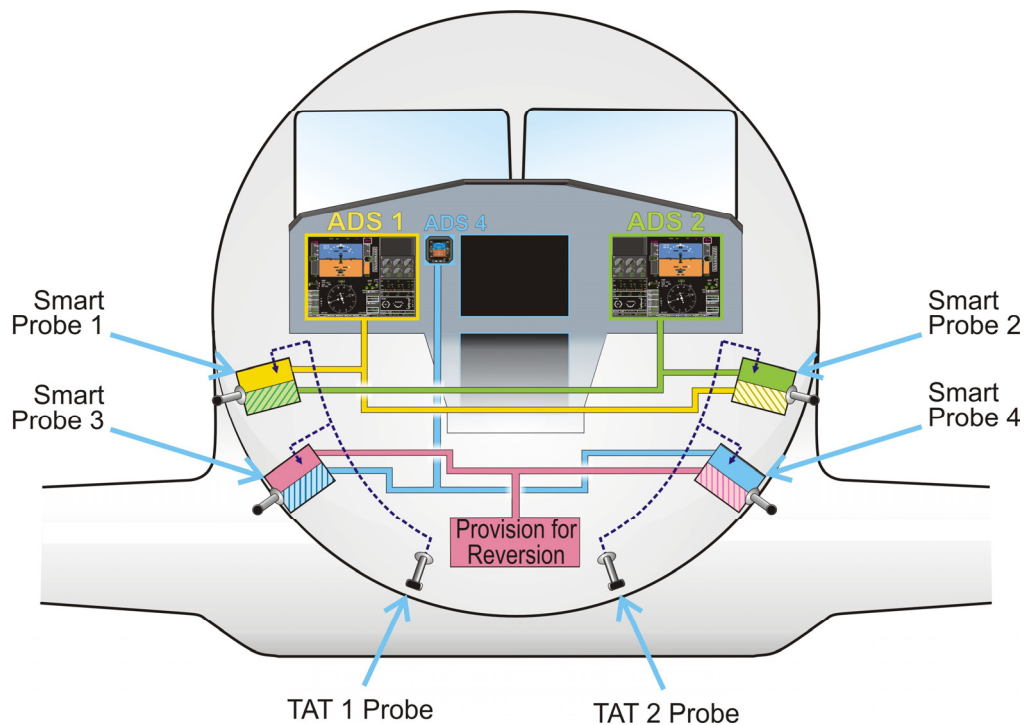 ADS 1
ADS 4
ADS 2
Smart
Probe 1
Smart
Probe 2
Smart
Probe 3
Smart
Probe 4
Provision for
Reversion
TAT 1 Probe
TAT 2 Probe